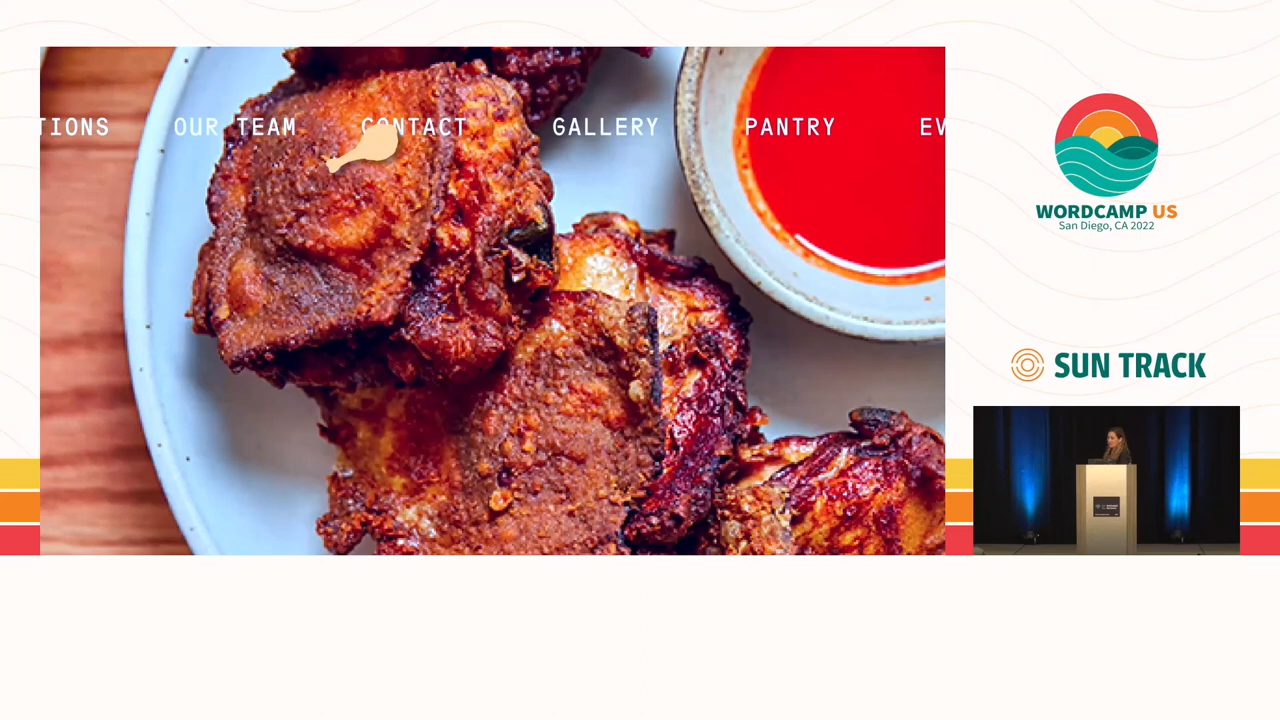 TIONS OUR TEAM CONTACT GALLERY PANTRY EV
WORDCAMP US
San Diego, CA 2022
SUN TRACK